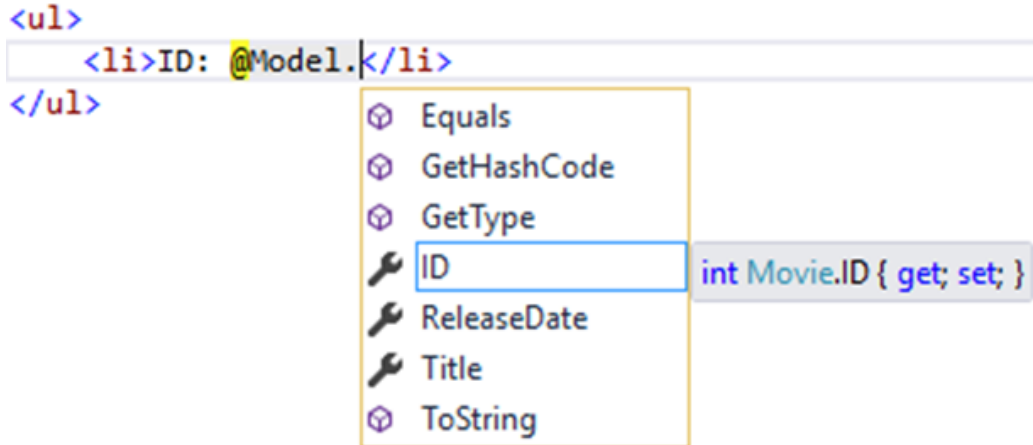 <ul>
<li>ID: @Model.</li>
</ul>
Equals
GetHashCode
GetType
ID
int Movie.ID { get; set; }
ReleaseDate
Title
ToString